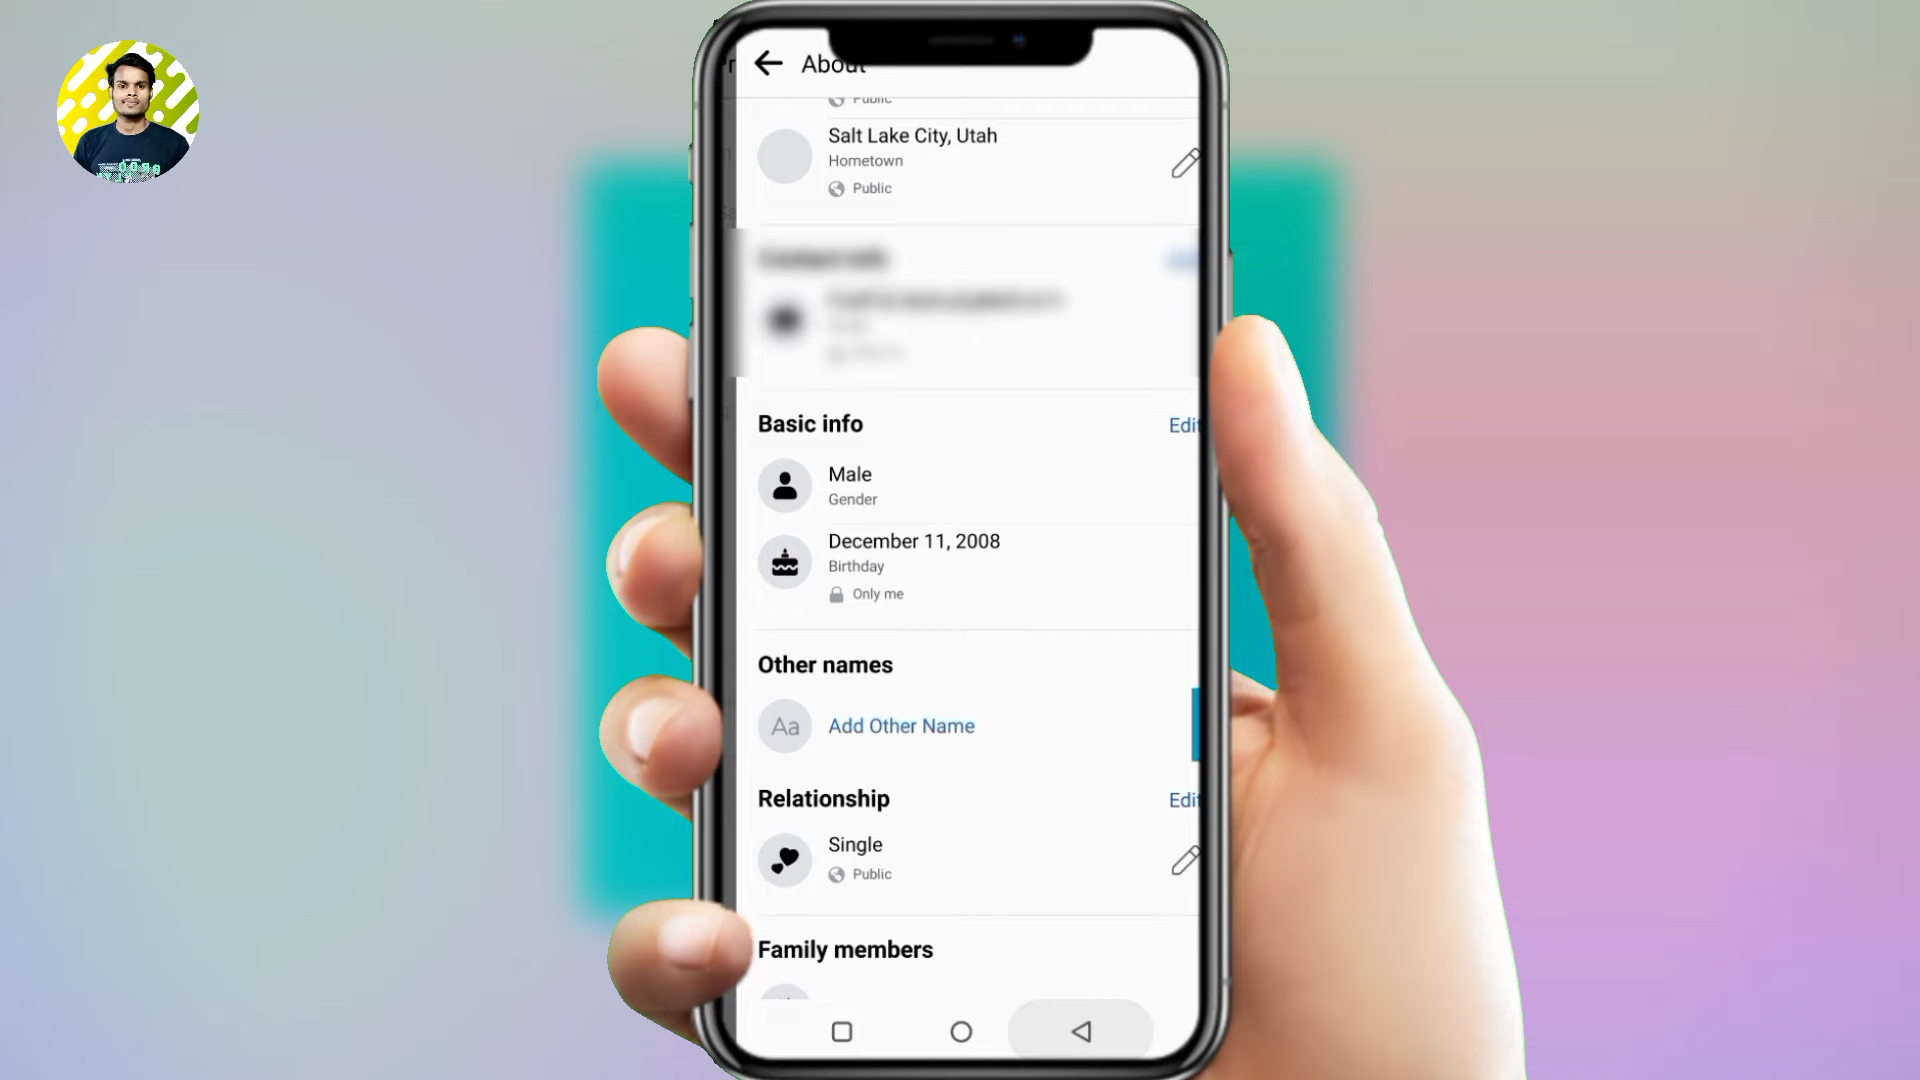 About
Public
Salt Lake City, Utah
Hometown
Public
Basic info
Edit
Male
Gender
December 11, 2008
Birthday
Only me
Other names
Aa
Add Other Name
Relationship
Edit
Single
Public
Family members